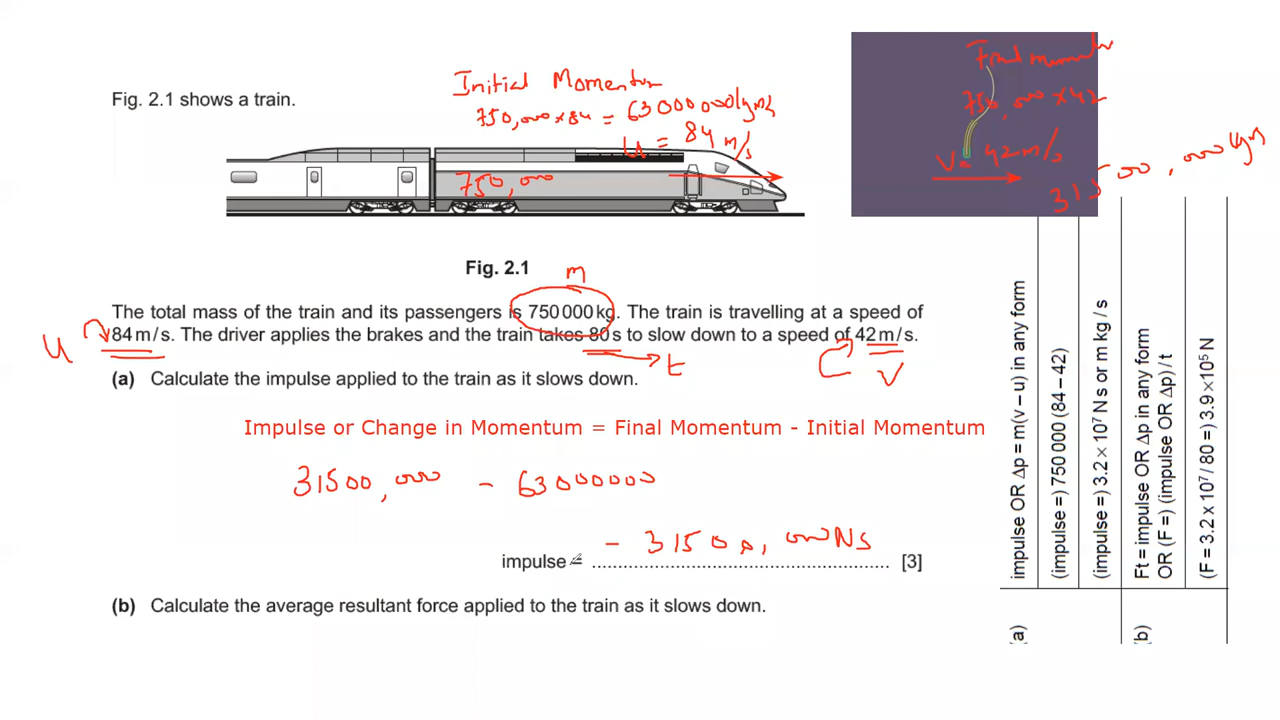 Fig. 2.1 shows a train.
Initial Momentum
750,000 x 84 = 63000000 kgm/s
u = 84 m/s
750,000
Final momentum
750,000 x 42
V = 42 m/s
31500,000 kgm
Fig. 2.1
m
The total mass of the train and its passengers is 750 000 kg. The train is travelling at a speed of
84 m/s. The driver applies the brakes and the train takes 80 s to slow down to a speed of 42 m/s.
u
t
V
(a) Calculate the impulse applied to the train as it slows down.
Impulse or Change in Momentum = Final Momentum - Initial Momentum
31500,000 - 63000000
- 31500,000 Ns
impulse = .................................................. [3]
(b) Calculate the average resultant force applied to the train as it slows down.
(a) impulse OR Δp = m(v – u) in any form
(impulse =) 750 000 (84 – 42)
(impulse =) 3.2 × 10⁷ N s or m kg / s
(b) Ft = impulse OR Δp in any form
OR (F =) (impulse OR Δp) / t
(F = 3.2 x 10⁷ / 80 =) 3.9 ×10⁵ N